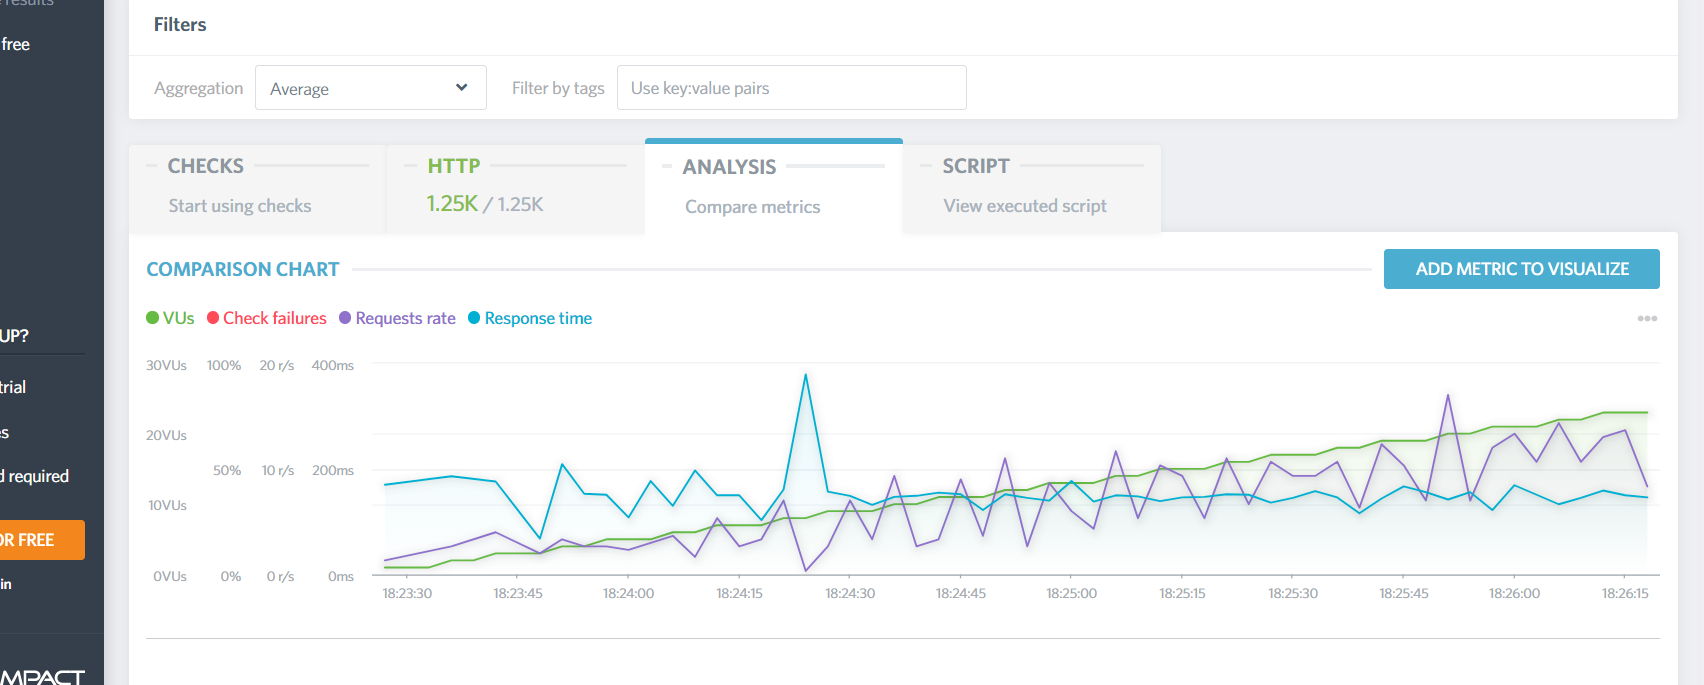 e results
free
UP?
trial
es
d required
OR FREE
in
MPACT
Filters
Aggregation Average Filter by tags Use key:value pairs
CHECKS HTTP ANALYSIS SCRIPT
Start using checks 1.25K / 1.25K Compare metrics View executed script
COMPARISON CHART ADD METRIC TO VISUALIZE
VUs Check failures Requests rate Response time
30VUs 100% 20 r/s 400ms
20VUs
50% 10 r/s 200ms
10VUs
0VUs 0% 0 r/s 0ms
18:23:30 18:23:45 18:24:00 18:24:15 18:24:30 18:24:45 18:25:00 18:25:15 18:25:30 18:25:45 18:26:00 18:26:15